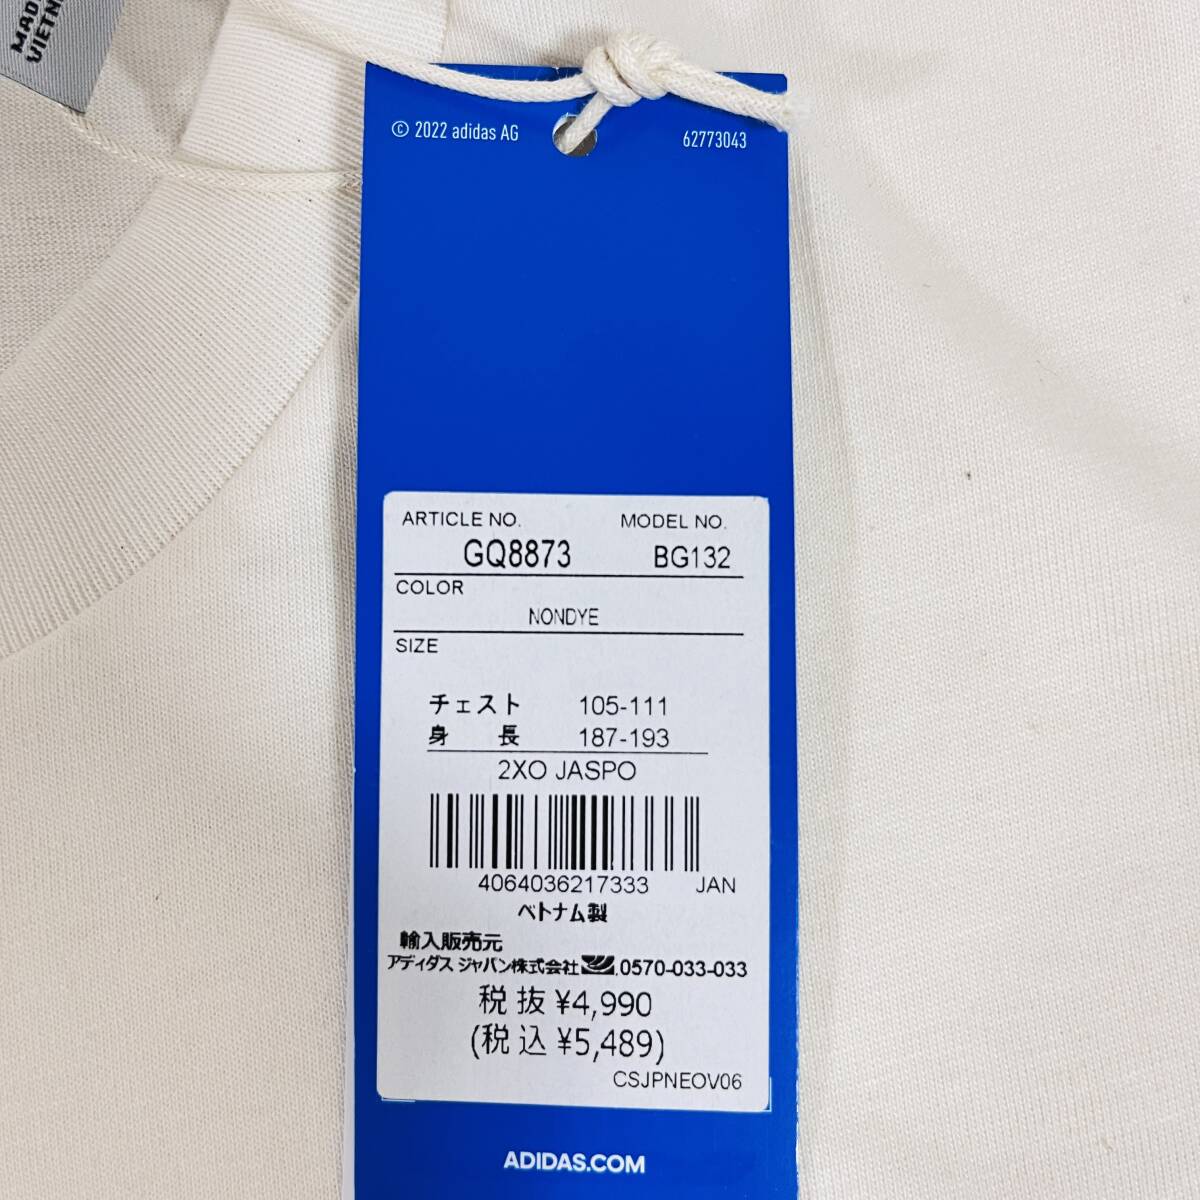 MAD
VIETN
© 2022 adidas AG
62773043
ARTICLE NO. MODEL NO.
GQ8873 BG132
COLOR
NONDYE
SIZE
チェスト 105-111
身 長 187-193
2XO JASPO
4064036217333 JAN
ベトナム製
輸入販売元
アディダス ジャパン株式会社 0570-033-033
税 抜 ¥4,990
(税 込 ¥5,489)
CSJPNEOV06
ADIDAS.COM